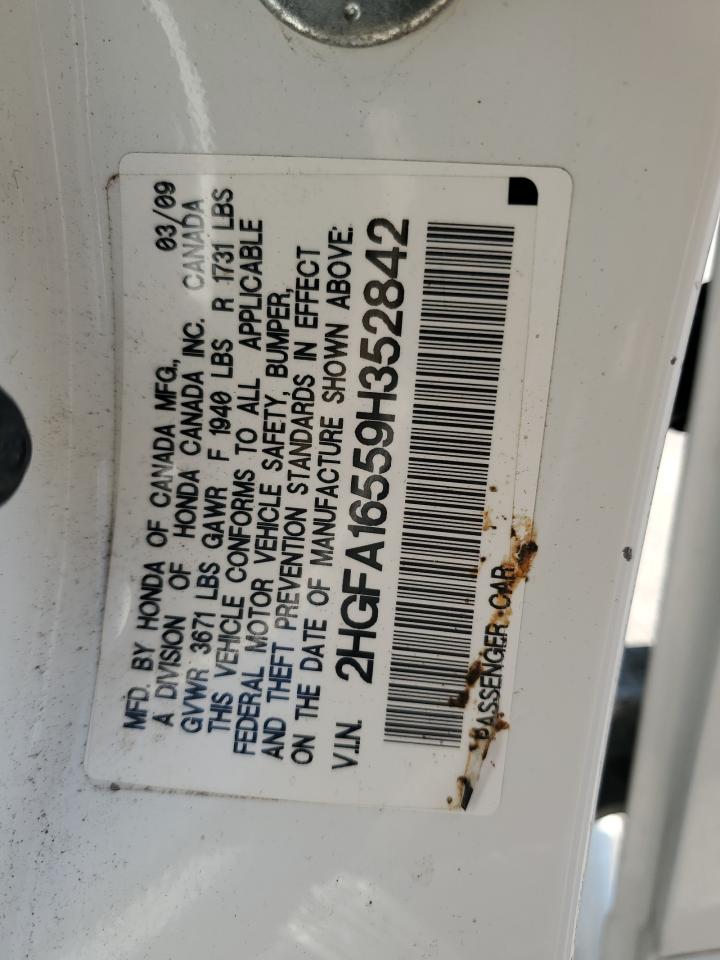 MFD. BY HONDA OF CANADA MFG., 03/09
A DIVISION OF HONDA CANADA INC. CANADA
GVWR 3671 LBS GAWR F 1940 LBS R 1731 LBS
THIS VEHICLE CONFORMS TO ALL APPLICABLE
FEDERAL MOTOR VEHICLE SAFETY, BUMPER,
AND THEFT PREVENTION STANDARDS IN EFFECT
ON THE DATE OF MANUFACTURE SHOWN ABOVE:
V.I.N. 2HGFA16559H352842
PASSENGER CAR